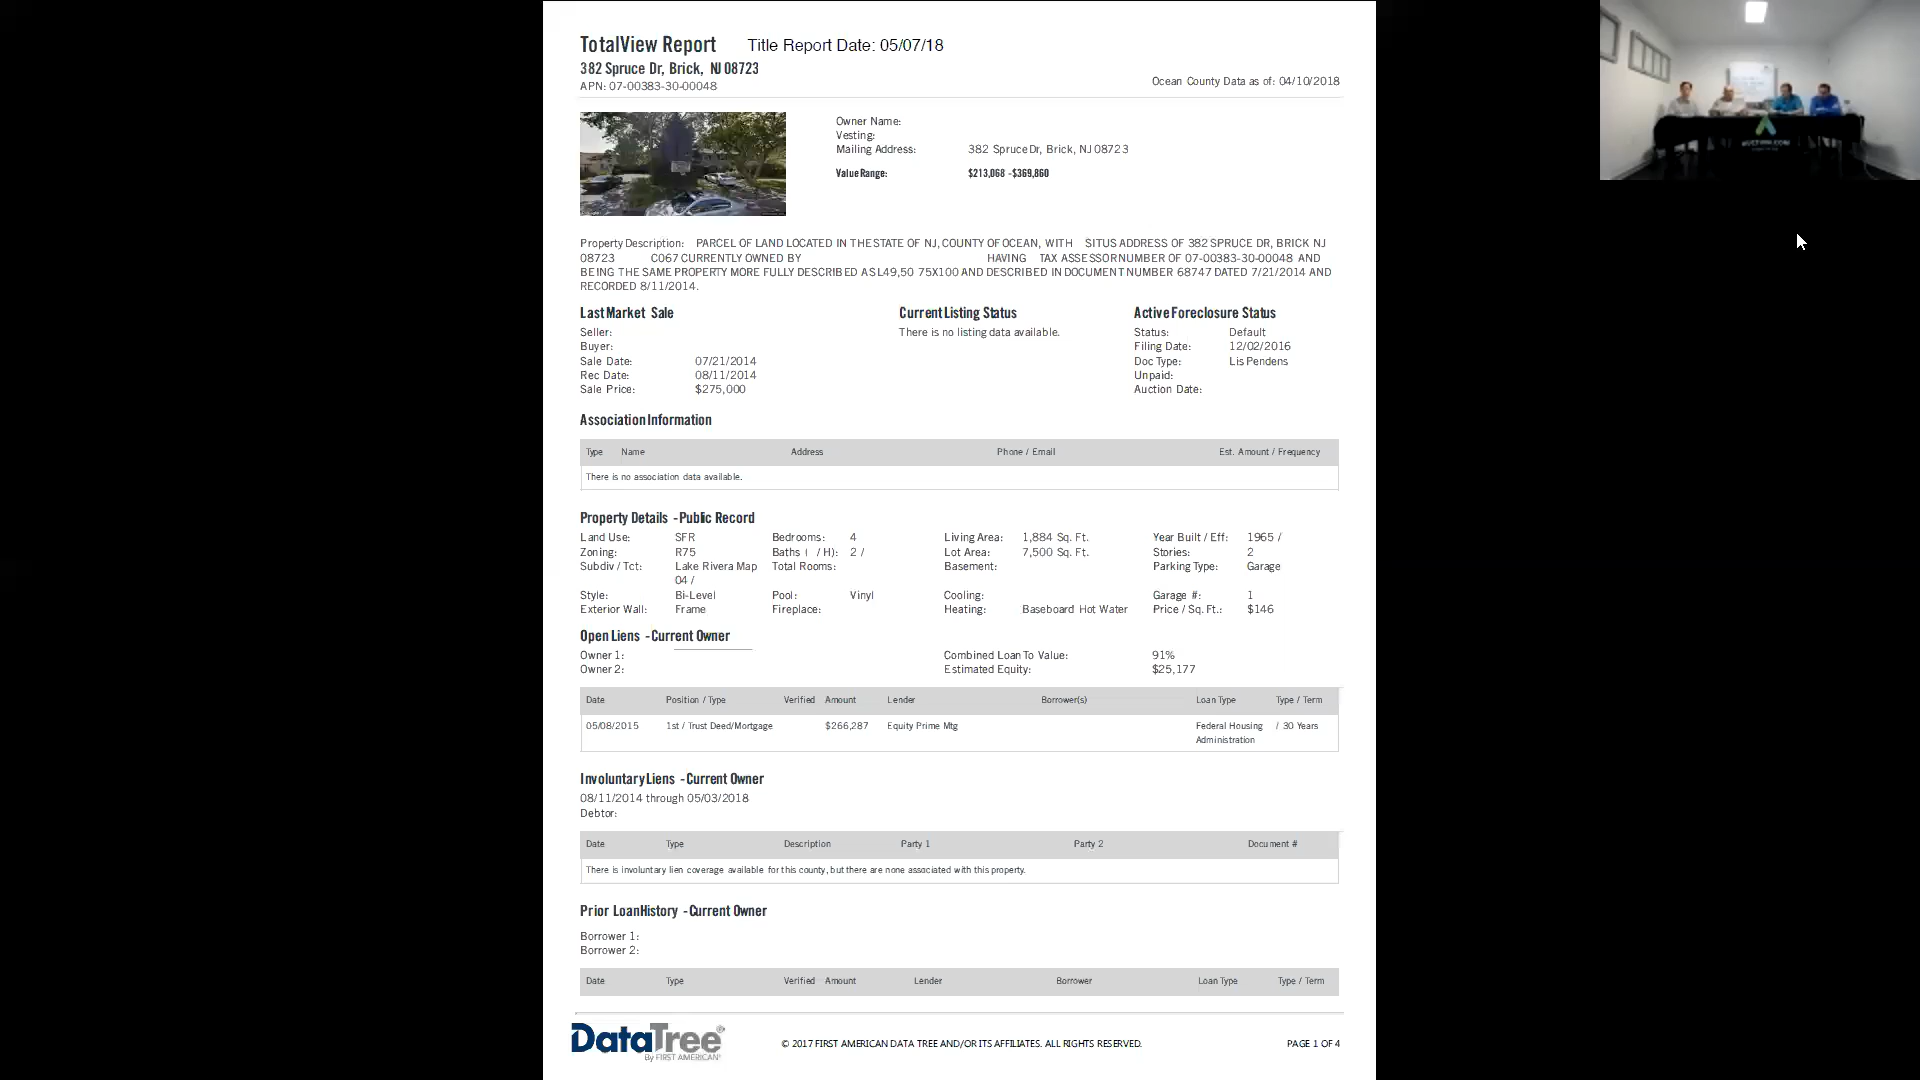 TotalView Report Title Report Date: 05/07/18
382 Spruce Dr, Brick, NJ 08723
APN: 07-00383-30-00048 Ocean County Data as of: 04/10/2018
Owner Name:
Vesting:
Mailing Address: 382 Spruce Dr, Brick, NJ 08723
Value Range: $213,068 - $369,860
Property Description: PARCEL OF LAND LOCATED IN THE STATE OF NJ, COUNTY OF OCEAN, WITH SITUS ADDRESS OF 382 SPRUCE DR, BRICK NJ
08723 C067 CURRENTLY OWNED BY HAVING TAX ASSESSOR NUMBER OF 07-00383-30-00048 AND
BEING THE SAME PROPERTY MORE FULLY DESCRIBED AS L49,50 75X100 AND DESCRIBED IN DOCUMENT NUMBER 68747 DATED 7/21/2014 AND
RECORDED 8/11/2014.
Last Market Sale Current Listing Status Active Foreclosure Status
Seller: There is no listing data available. Status: Default
Buyer: Filing Date: 12/02/2016
Sale Date: 07/21/2014 Doc Type: Lis Pendens
Rec Date: 08/11/2014 Unpaid:
Sale Price: $275,000 Auction Date:
Association Information
Type Name Address Phone / Email Est. Amount / Frequency
There is no association data available.
Property Details - Public Record
Land Use: SFR Bedrooms: 4 Living Area: 1,884 Sq. Ft. Year Built / Eff: 1965 /
Zoning: R75 Baths ( / H): 2 / Lot Area: 7,500 Sq. Ft. Stories: 2
Subdiv / Tct: Lake Rivera Map Total Rooms: Basement: Parking Type: Garage
04 /
Style: Bi-Level Pool: Vinyl Cooling: Garage #: 1
Exterior Wall: Frame Fireplace: Heating: Baseboard Hot Water Price / Sq. Ft.: $146
Open Liens - Current Owner
Owner 1: Combined Loan To Value: 91%
Owner 2: Estimated Equity: $25,177
Date Position / Type Verified Amount Lender Borrower(s) Loan Type Type / Term
05/08/2015 1st / Trust Deed/Mortgage $266,287 Equity Prime Mtg Federal Housing / 30 Years
Administration
Involuntary Liens - Current Owner
08/11/2014 through 05/03/2018
Debtor:
Date Type Description Party 1 Party 2 Document #
There is involuntary lien coverage available for this county, but there are none associated with this property.
Prior Loan History - Current Owner
Borrower 1:
Borrower 2:
Date Type Verified Amount Lender Borrower Loan Type Type / Term
DataTree®
By FIRST AMERICAN®
© 2017 FIRST AMERICAN DATA TREE AND/OR ITS AFFILIATES. ALL RIGHTS RESERVED. PAGE 1 OF 4